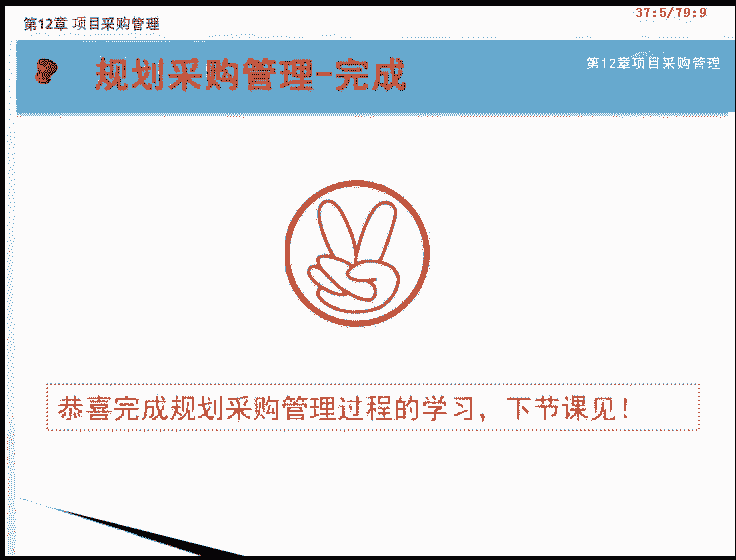 37:5/79:9
第12章 项目采购管理
规划采购管理-完成
第12章项目采购管理
恭喜完成规划采购管理过程的学习，下节课见！